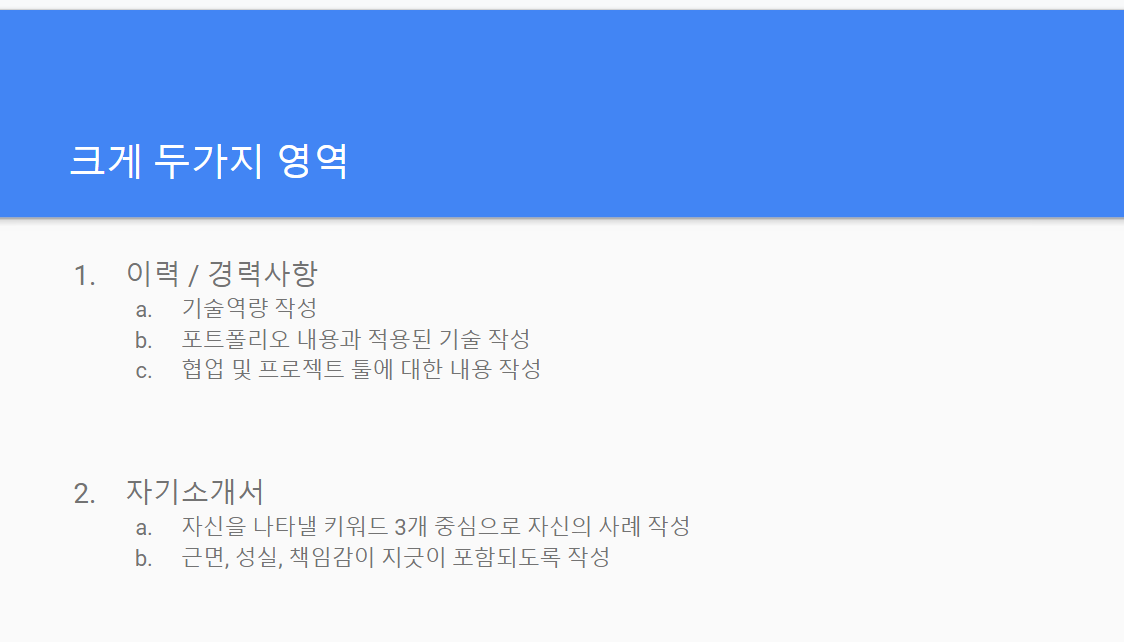 크게 두가지 영역
1. 이력 / 경력사항
a. 기술역량 작성
b. 포트폴리오 내용과 적용된 기술 작성
c. 협업 및 프로젝트 툴에 대한 내용 작성
2. 자기소개서
a. 자신을 나타낼 키워드 3개 중심으로 자신의 사례 작성
b. 근면, 성실, 책임감이 지긋이 포함되도록 작성